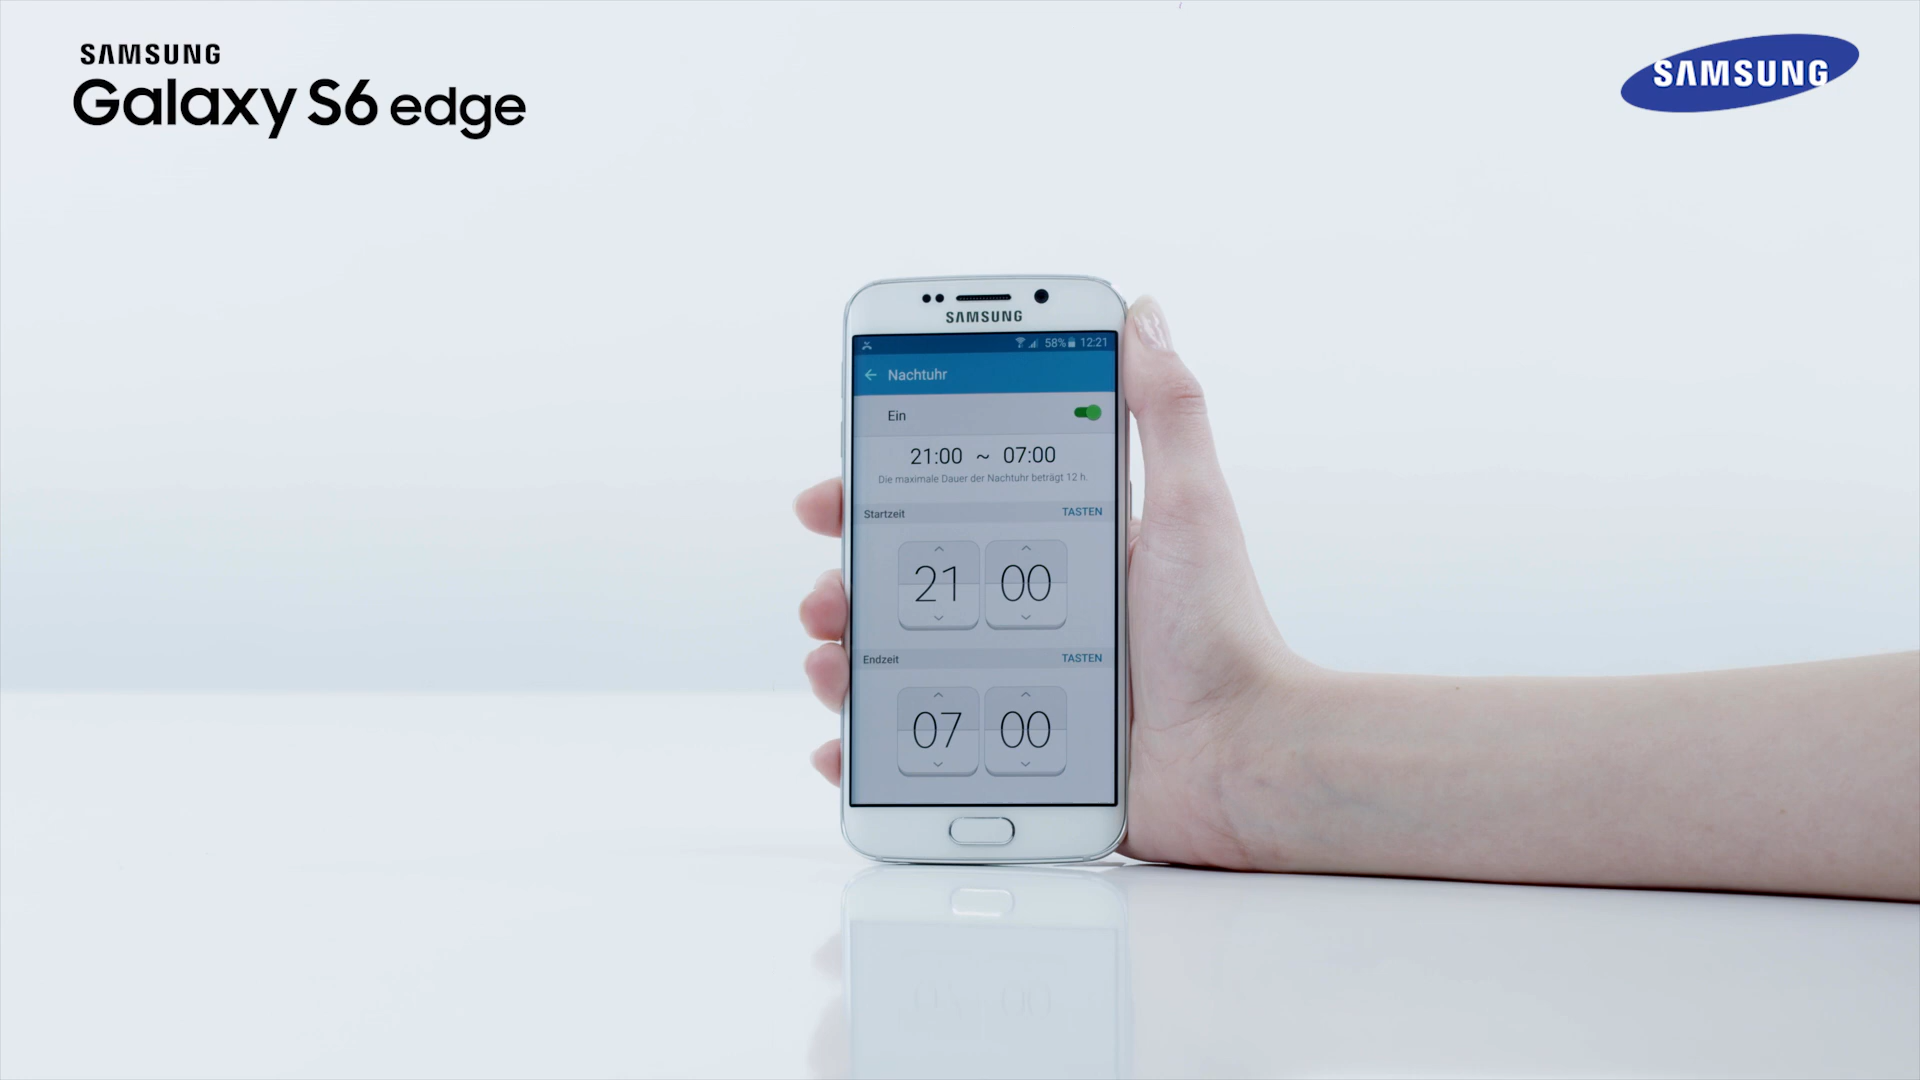 SAMSUNG
Galaxy S6 edge
SAMSUNG
SAMSUNG
58% 12:21
Nachtuhr
Ein
21:00 ~ 07:00
Die maximale Dauer der Nachtuhr beträgt 12 h.
Startzeit TASTEN
21 00
Endzeit TASTEN
07 00